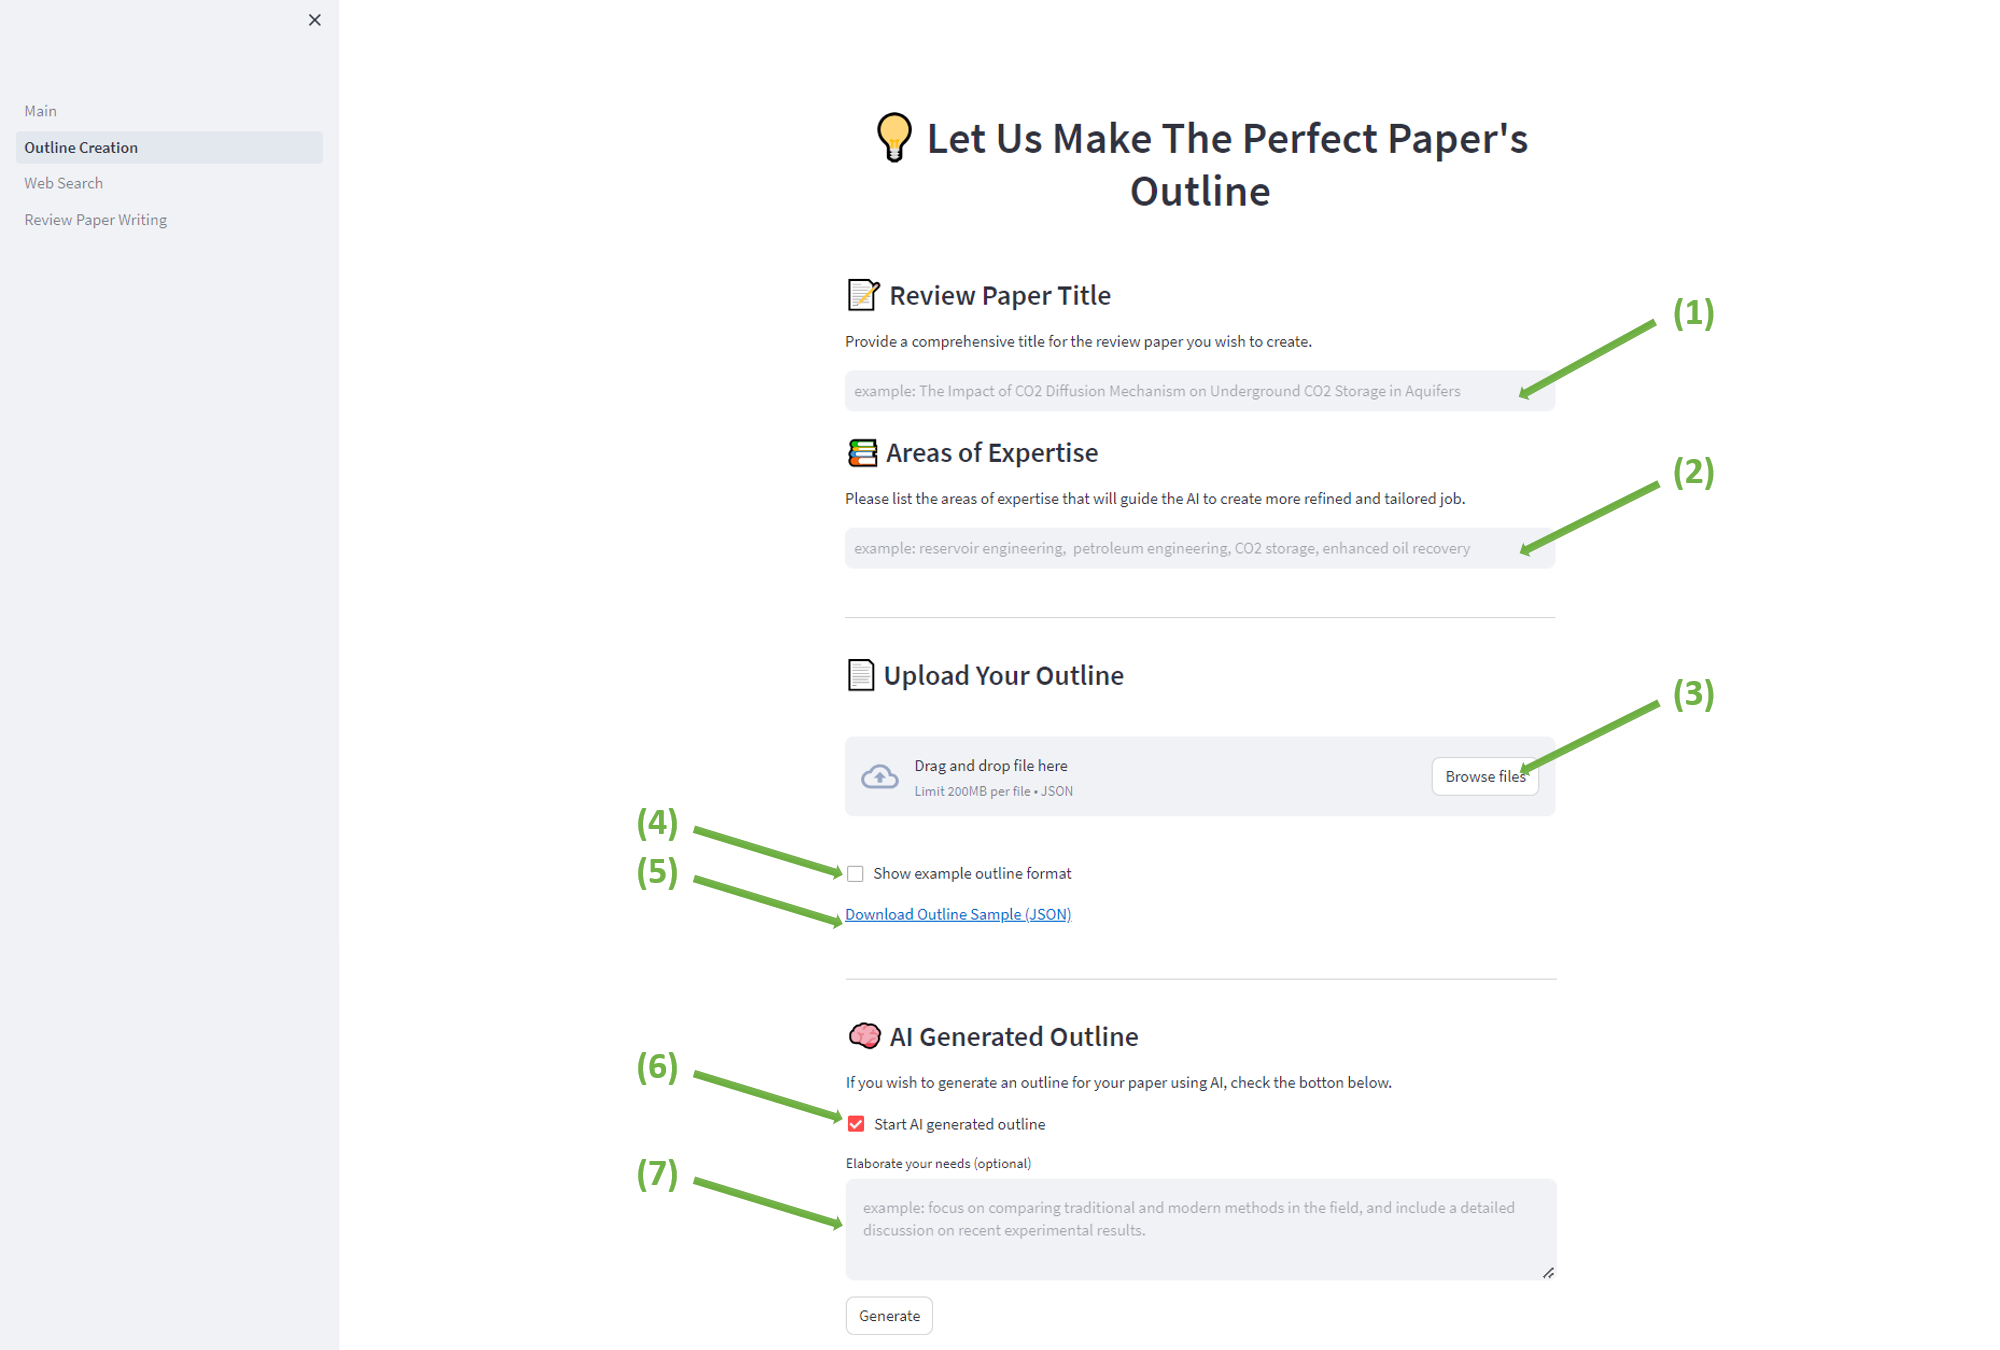 Main
Outline Creation
Web Search
Review Paper Writing
Let Us Make The Perfect Paper's
Outline
Review Paper Title
(1)
Provide a comprehensive title for the review paper you wish to create.
example: The Impact of CO2 Diffusion Mechanism on Underground CO2 Storage in Aquifers
Areas of Expertise
(2)
Please list the areas of expertise that will guide the AI to create more refined and tailored job.
example: reservoir engineering,  petroleum engineering, CO2 storage, enhanced oil recovery
Upload Your Outline
(3)
Drag and drop file here
Limit 200MB per file • JSON
Browse files
(4)
Show example outline format
(5)
Download Outline Sample (JSON)
AI Generated Outline
(6)
If you wish to generate an outline for your paper using AI, check the botton below.
Start AI generated outline
Elaborate your needs (optional)
(7)
example: focus on comparing traditional and modern methods in the field, and include a detailed
discussion on recent experimental results.
Generate